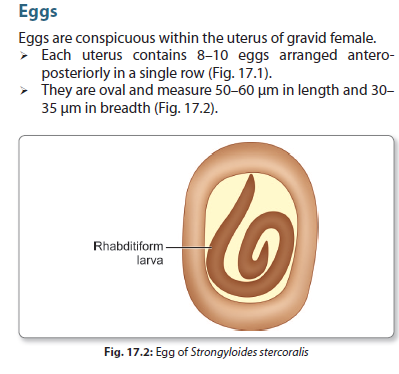 Eggs
Eggs are conspicuous within the uterus of gravid female.
➢ Each uterus contains 8–10 eggs arranged antero-
posteriorly in a single row (Fig. 17.1).
➢ They are oval and measure 50–60 µm in length and 30–
35 µm in breadth (Fig. 17.2).
Rhabditiform
larva
Fig. 17.2: Egg of Strongyloides stercoralis